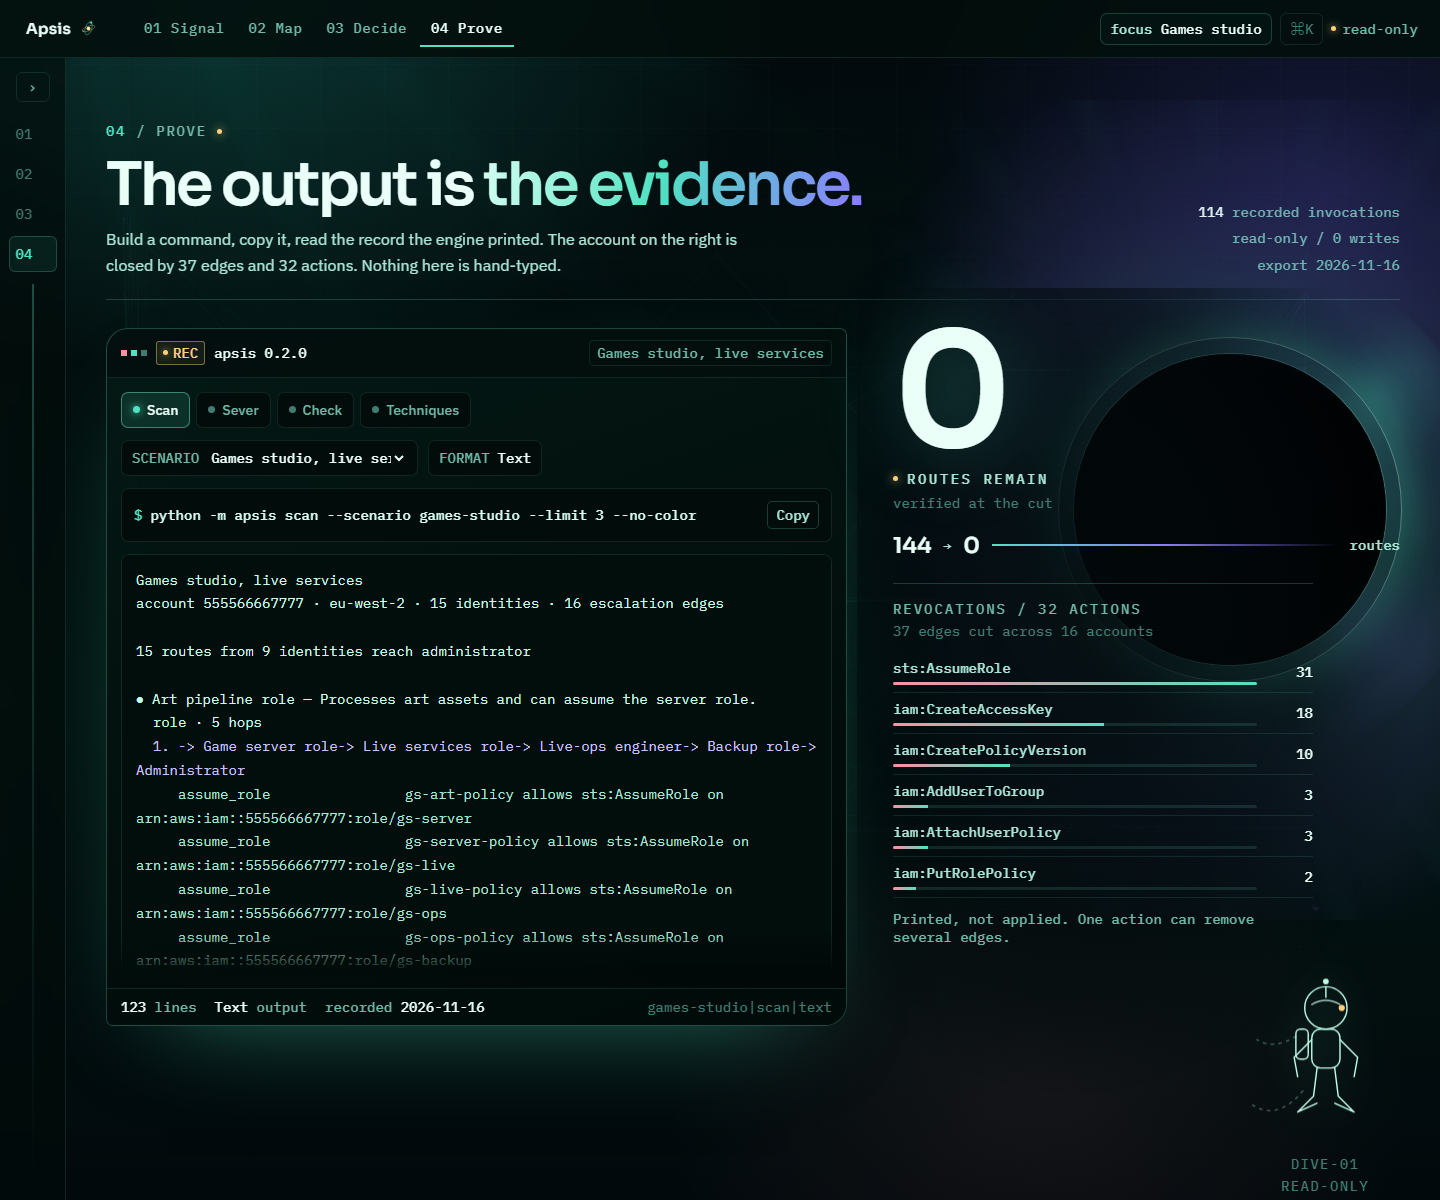 Apsis
01 Signal
02 Map
03 Decide
04 Prove
focus Games studio
⌘K
read-only
›
01
02
03
04
04 / PROVE
The output is the evidence.
Build a command, copy it, read the record the engine printed. The account on the right is
closed by 37 edges and 32 actions. Nothing here is hand-typed.
114 recorded invocations
read-only / 0 writes
export 2026-11-16
REC
apsis 0.2.0
Games studio, live services
Scan
Sever
Check
Techniques
SCENARIO Games studio, live se
FORMAT Text
$ python -m apsis scan --scenario games-studio --limit 3 --no-color
Copy
Games studio, live services
account 555566667777 · eu-west-2 · 15 identities · 16 escalation edges
15 routes from 9 identities reach administrator
● Art pipeline role — Processes art assets and can assume the server role.
role · 5 hops
1. -> Game server role-> Live services role-> Live-ops engineer-> Backup role->
Administrator
assume_role gs-art-policy allows sts:AssumeRole on
arn:aws:iam::555566667777:role/gs-server
assume_role gs-server-policy allows sts:AssumeRole on
arn:aws:iam::555566667777:role/gs-live
assume_role gs-live-policy allows sts:AssumeRole on
arn:aws:iam::555566667777:role/gs-ops
assume_role gs-ops-policy allows sts:AssumeRole on
arn:aws:iam::555566667777:role/gs-backup
123 lines Text output recorded 2026-11-16
games-studio|scan|text
0
ROUTES REMAIN
verified at the cut
144 → 0
routes
REVOCATIONS / 32 ACTIONS
37 edges cut across 16 accounts
sts:AssumeRole 31
iam:CreateAccessKey 18
iam:CreatePolicyVersion 10
iam:AddUserToGroup 3
iam:AttachUserPolicy 3
iam:PutRolePolicy 2
Printed, not applied. One action can remove
several edges.
DIVE-01
READ-ONLY